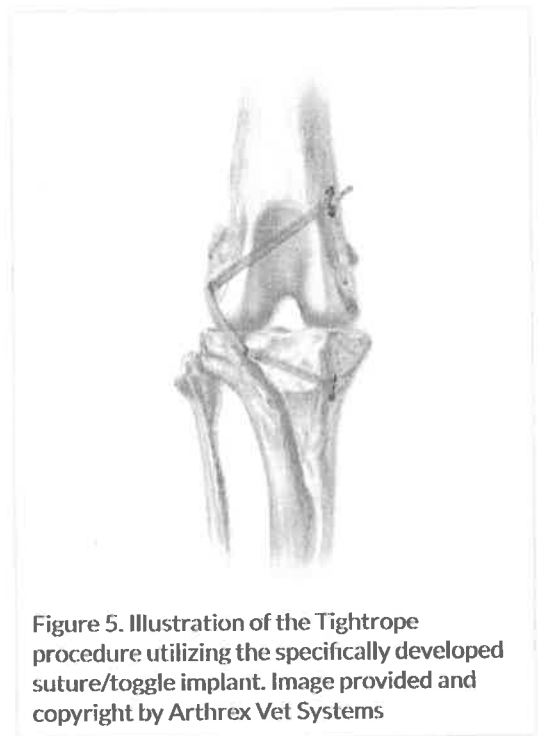 Figure 5. Illustration of the Tightrope
procedure utilizing the specifically developed
suture/toggle implant. Image provided and
copyright by Arthrex Vet Systems